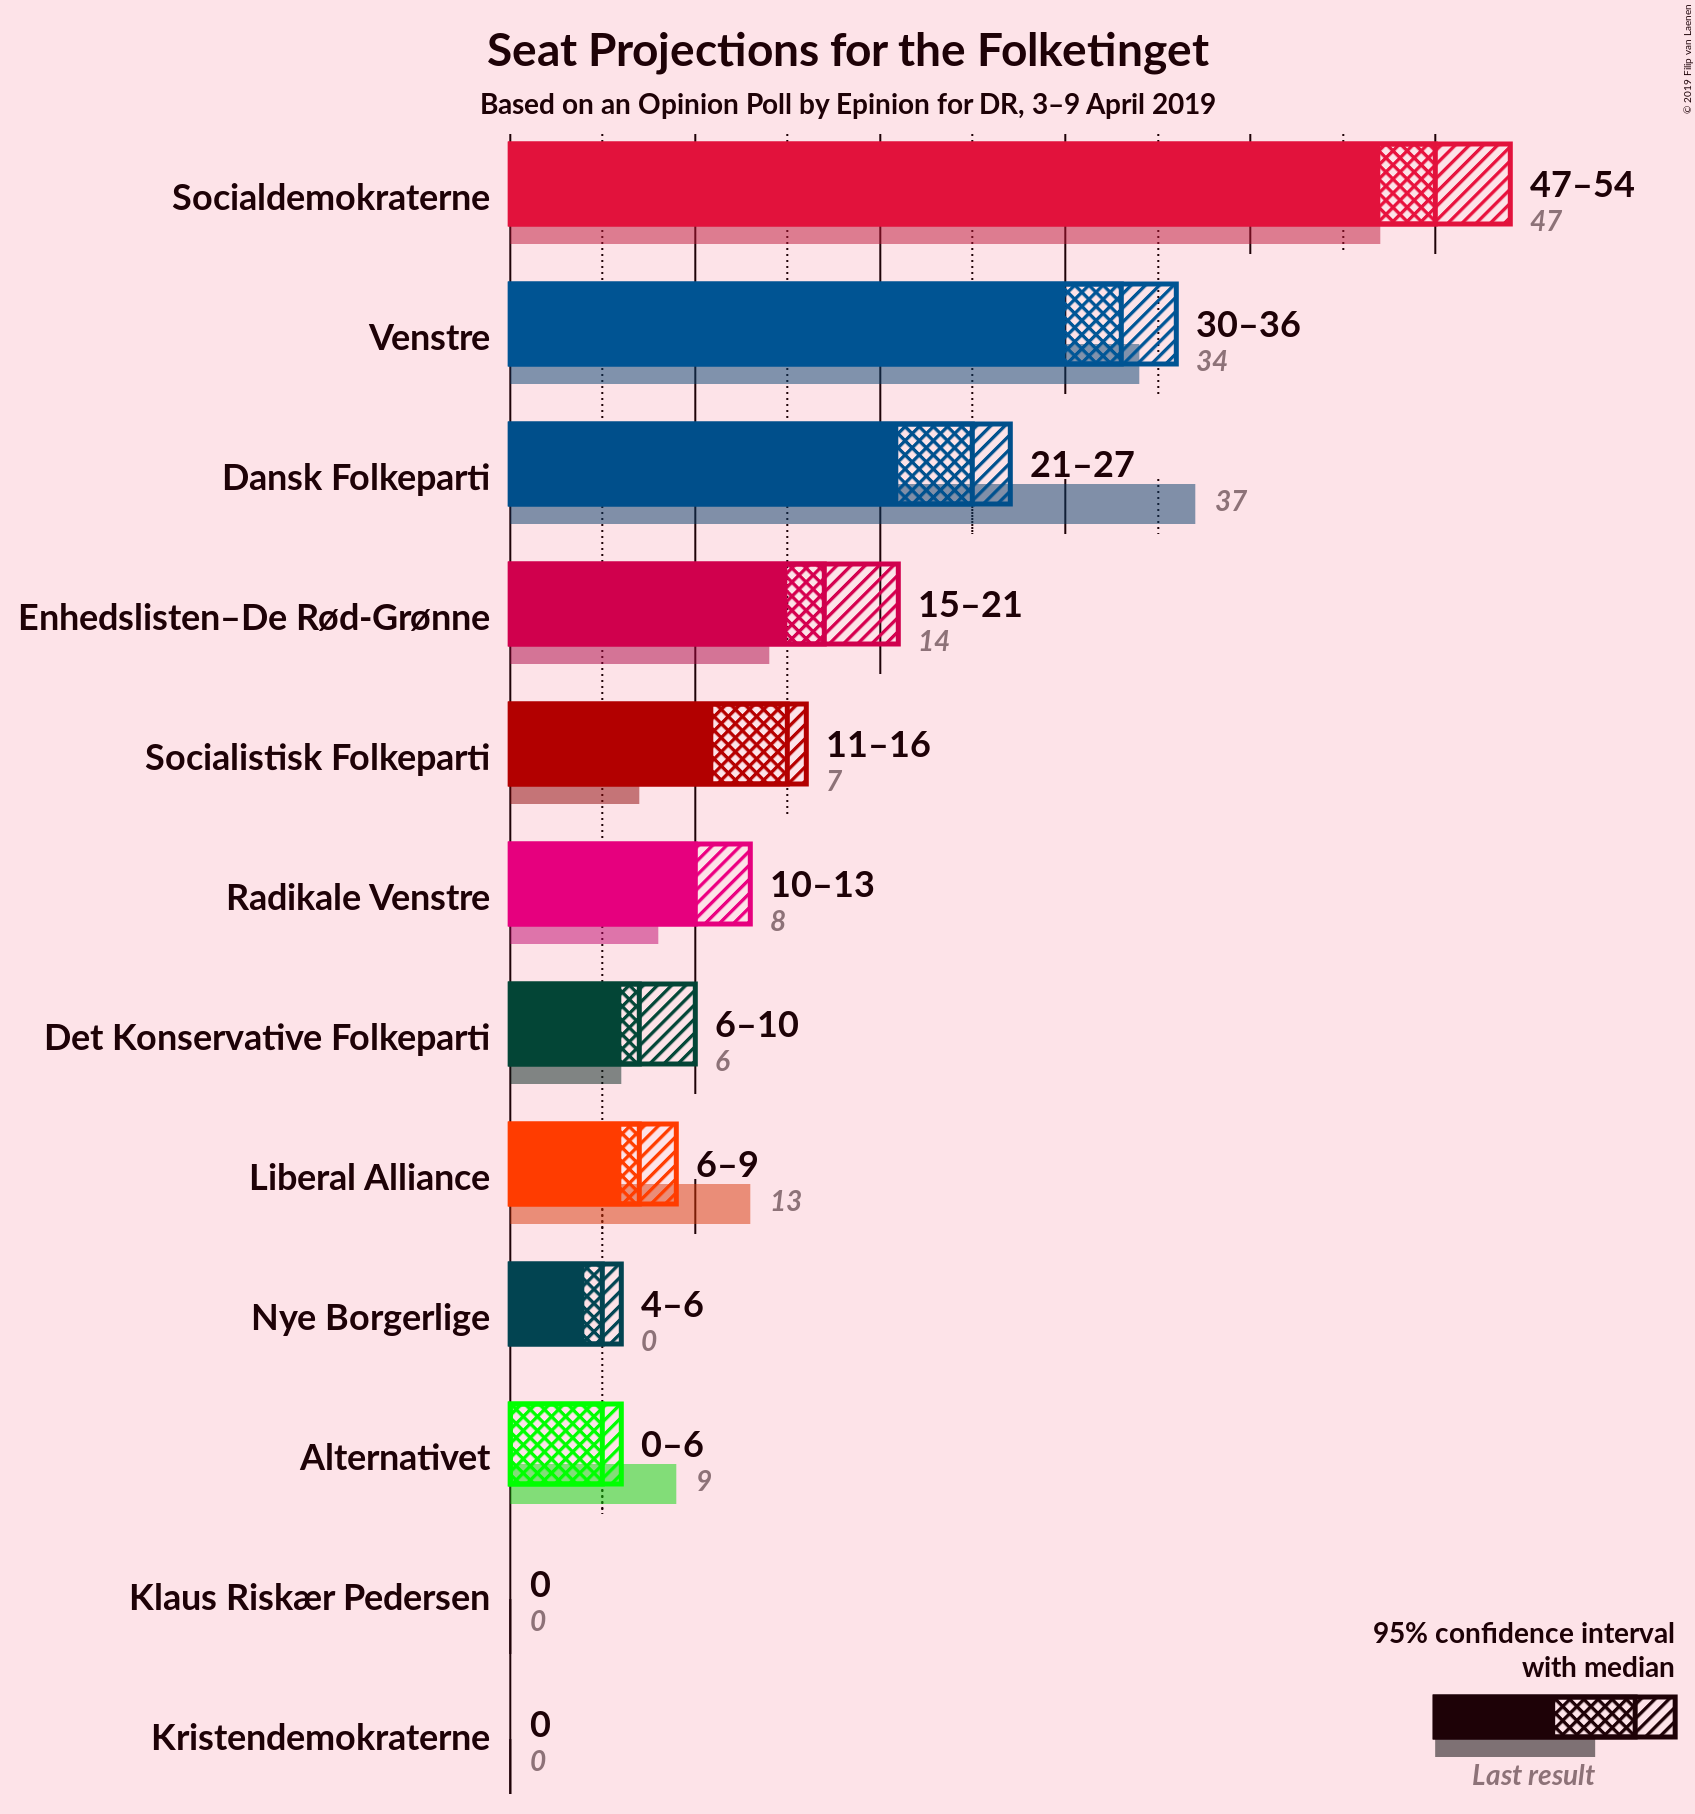 Seat Projections for the Folketinget
Based on an Opinion Poll by Epinion for DR, 3–9 April 2019
© 2019 Filip van Laenen
Socialdemokraterne
47–54
47
Venstre
30–36
34
Dansk Folkeparti
21–27
37
Enhedslisten–De Rød-Grønne
15–21
14
Socialistisk Folkeparti
11–16
7
Radikale Venstre
10–13
8
Det Konservative Folkeparti
6–10
6
Liberal Alliance
6–9
13
Nye Borgerlige
4–6
0
Alternativet
0–6
9
Klaus Riskær Pedersen
0
0
Kristendemokraterne
0
0
95% confidence interval
with median
Last result